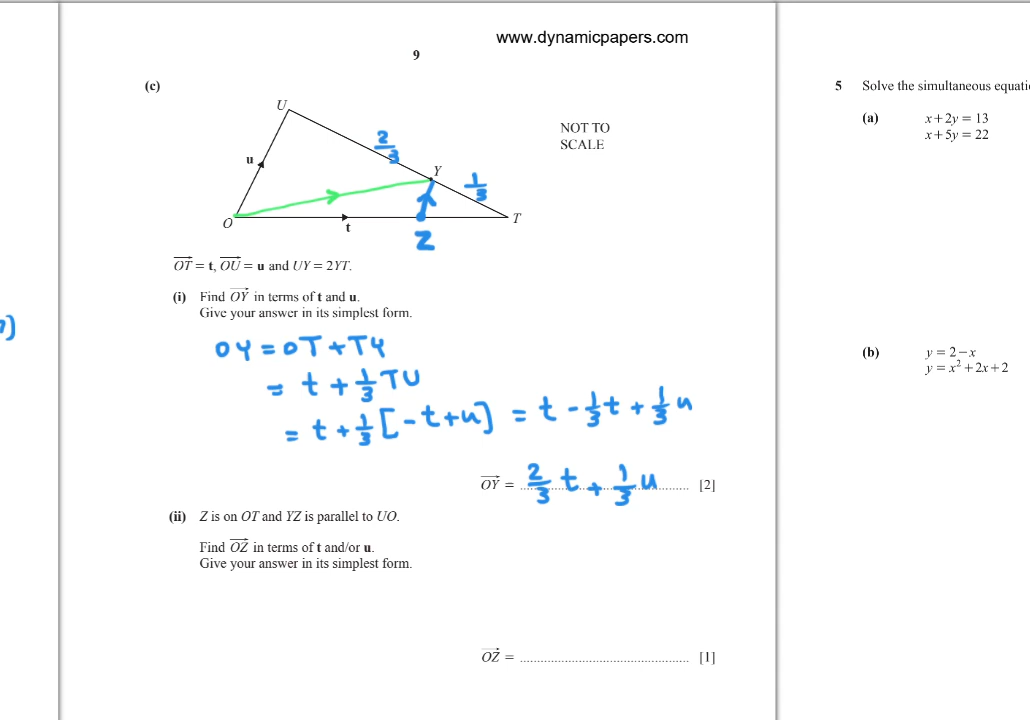 www.dynamicpapers.com
9
(c)
U
2/3
Y
NOT TO
SCALE
u
1/3
O
t
T
Z
OT = t, OU = u and UY = 2YT.
(i) Find OY in terms of t and u.
Give your answer in its simplest form.
OY = OT + TY
= t + 1/3 TU
= t + 1/3 [-t+u] = t - 1/3 t + 1/3 u
OY = 2/3 t + 1/3 u [2]
(ii) Z is on OT and YZ is parallel to UO.
Find OZ in terms of t and/or u.
Give your answer in its simplest form.
OZ = ........................................ [1]
)
5 Solve the simultaneous equati
(a) x + 2y = 13
x + 5y = 22
(b) y = 2 – x
y = x² + 2x + 2